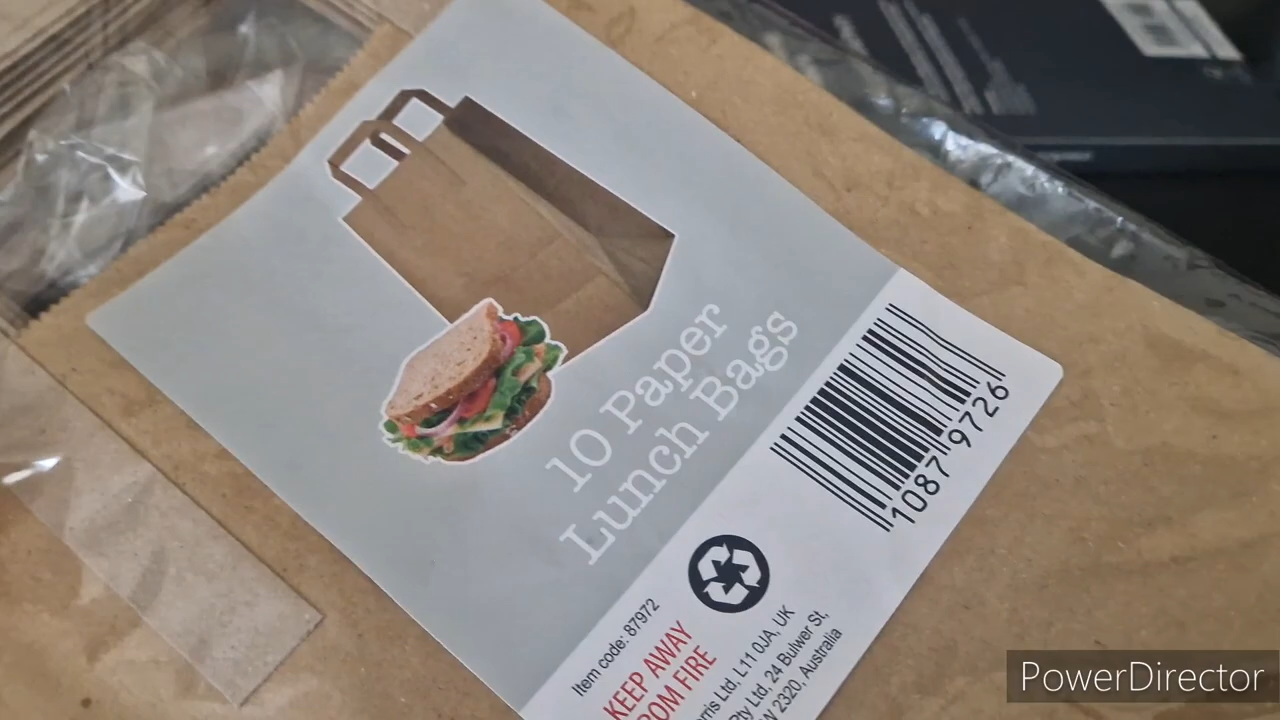 10 Paper
Lunch Bags
1087 9726
Item code: 87972
KEEP AWAY
OM FIRE
rris Ltd, L11 0JA, UK
Pty Ltd, 24 Bulwer St,
W 2320, Australia
PowerDirector